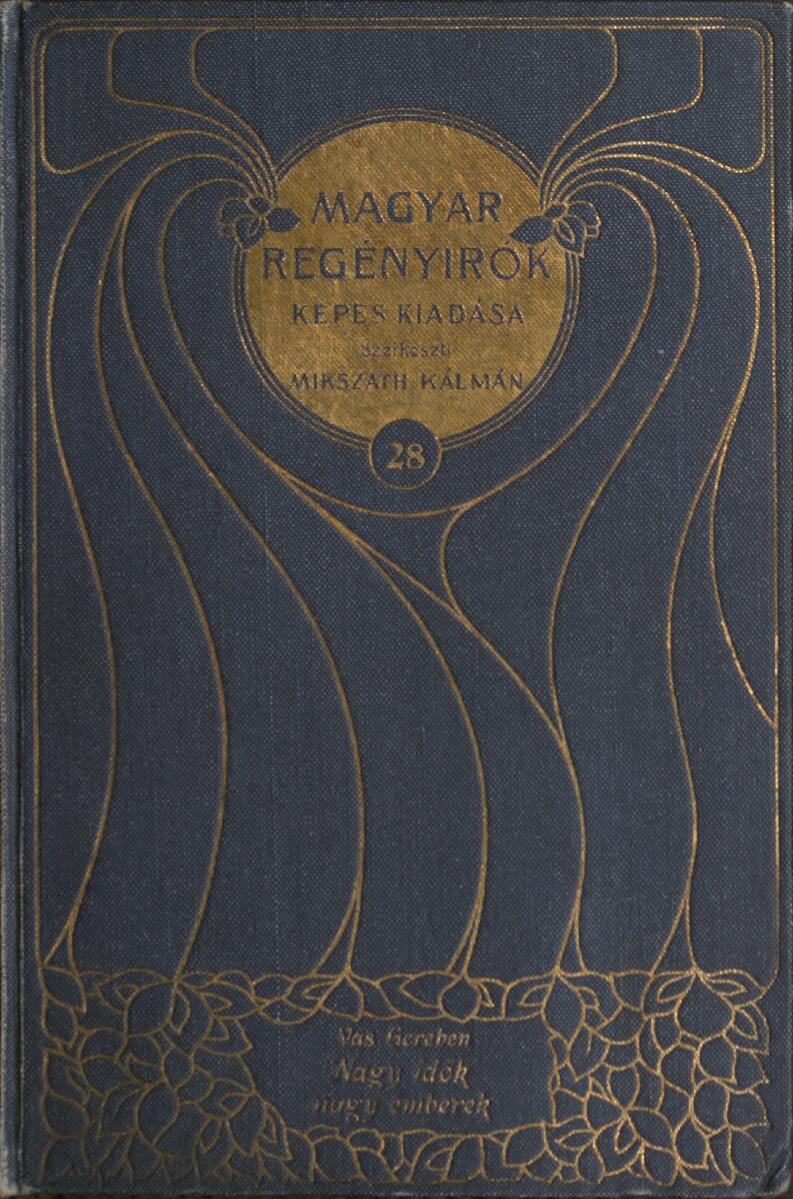 MAGYAR
REGÉNYIRÓK
KÉPES KIADÁSA
Szerkeszti
MIKSZÁTH KÁLMÁN
28
Vas Gereben
Nagy idők
nagy emberek